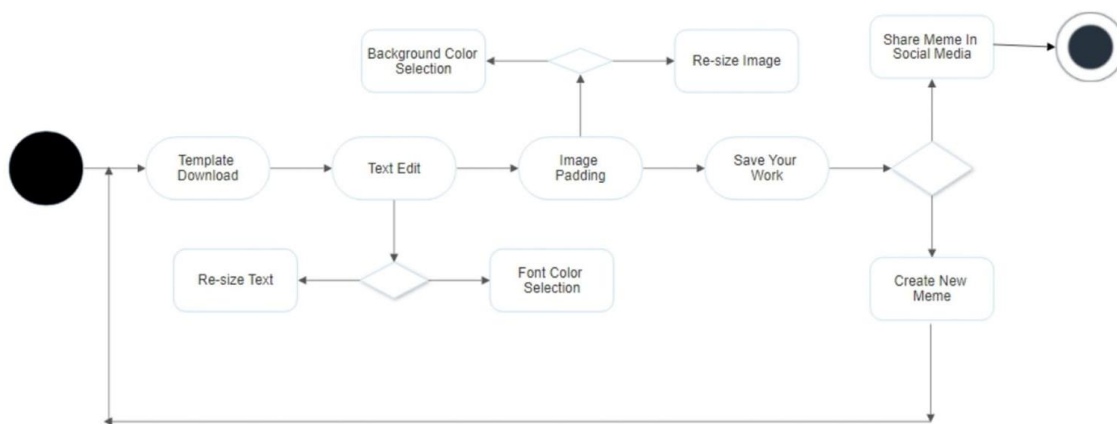 Share Meme In
Social Media
Background Color
Selection
Re-size Image
Template
Download
Text Edit
Image
Padding
Save Your
Work
Re-size Text
Font Color
Selection
Create New
Meme